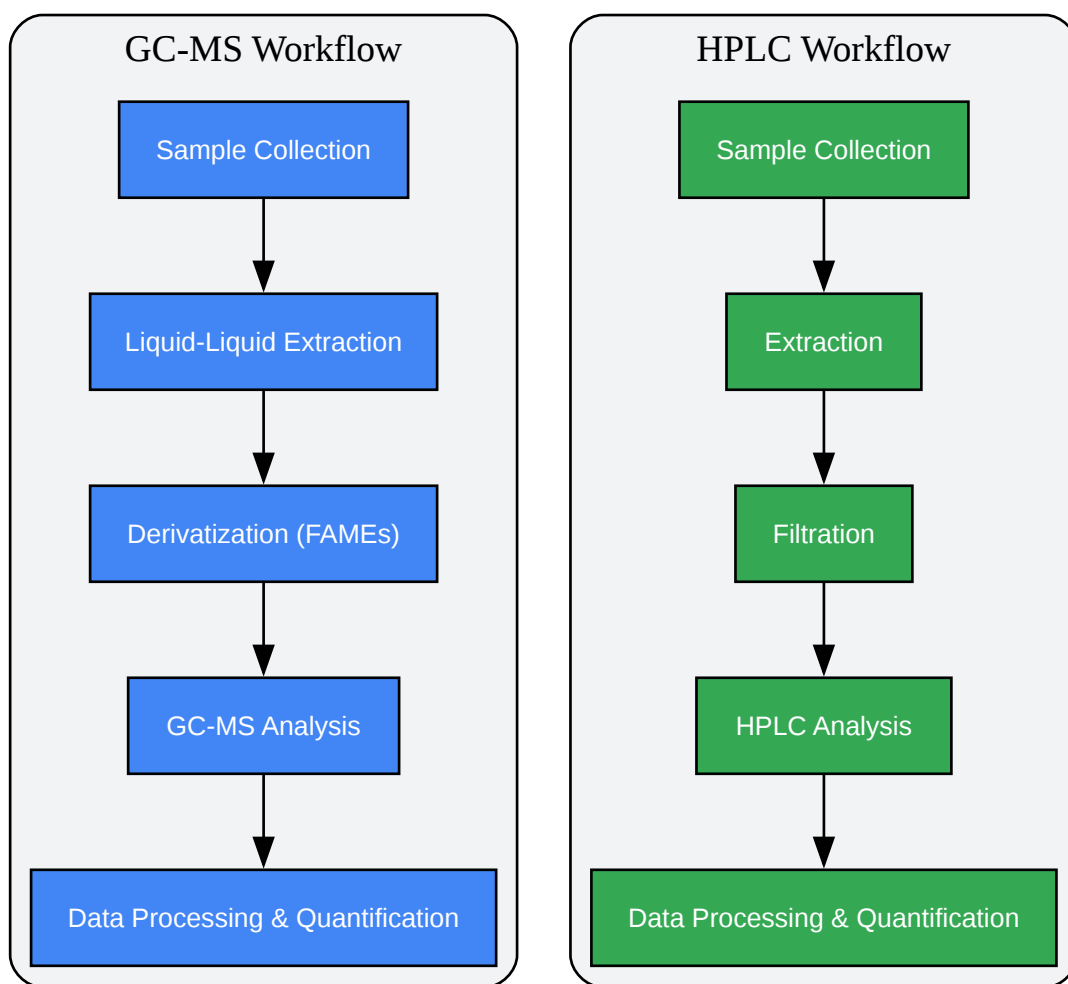 GC-MS Workflow
Sample Collection
Liquid-Liquid Extraction
Derivatization (FAMEs)
GC-MS Analysis
Data Processing & Quantification
HPLC Workflow
Sample Collection
Extraction
Filtration
HPLC Analysis
Data Processing & Quantification